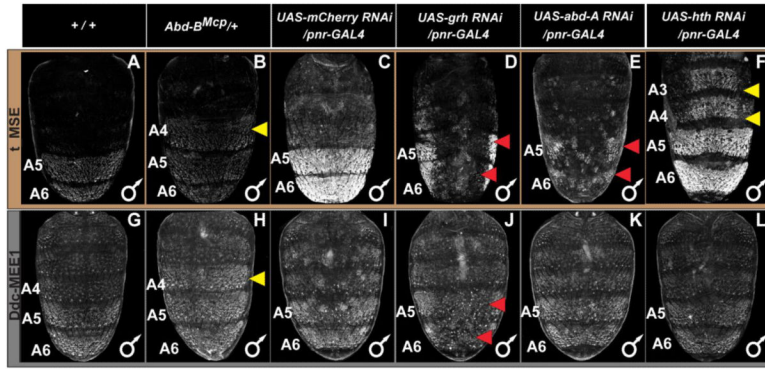 +/+ Abd-B^Mcp/+ UAS-mCherry RNAi UAS-grh RNAi UAS-abd-A RNAi UAS-hth RNAi
/pnr-GAL4 /pnr-GAL4 /pnr-GAL4 /pnr-GAL4
t_MSE
A B C D E F
A3
A4 A4
A5 A5 A5 A5 A5
A6 A6 A6 A6 A6 A6
Ddc-MEE1
G H I J K L
A4 A4
A5 A5 A5 A5 A5 A5
A6 A6 A6 A6 A6 A6